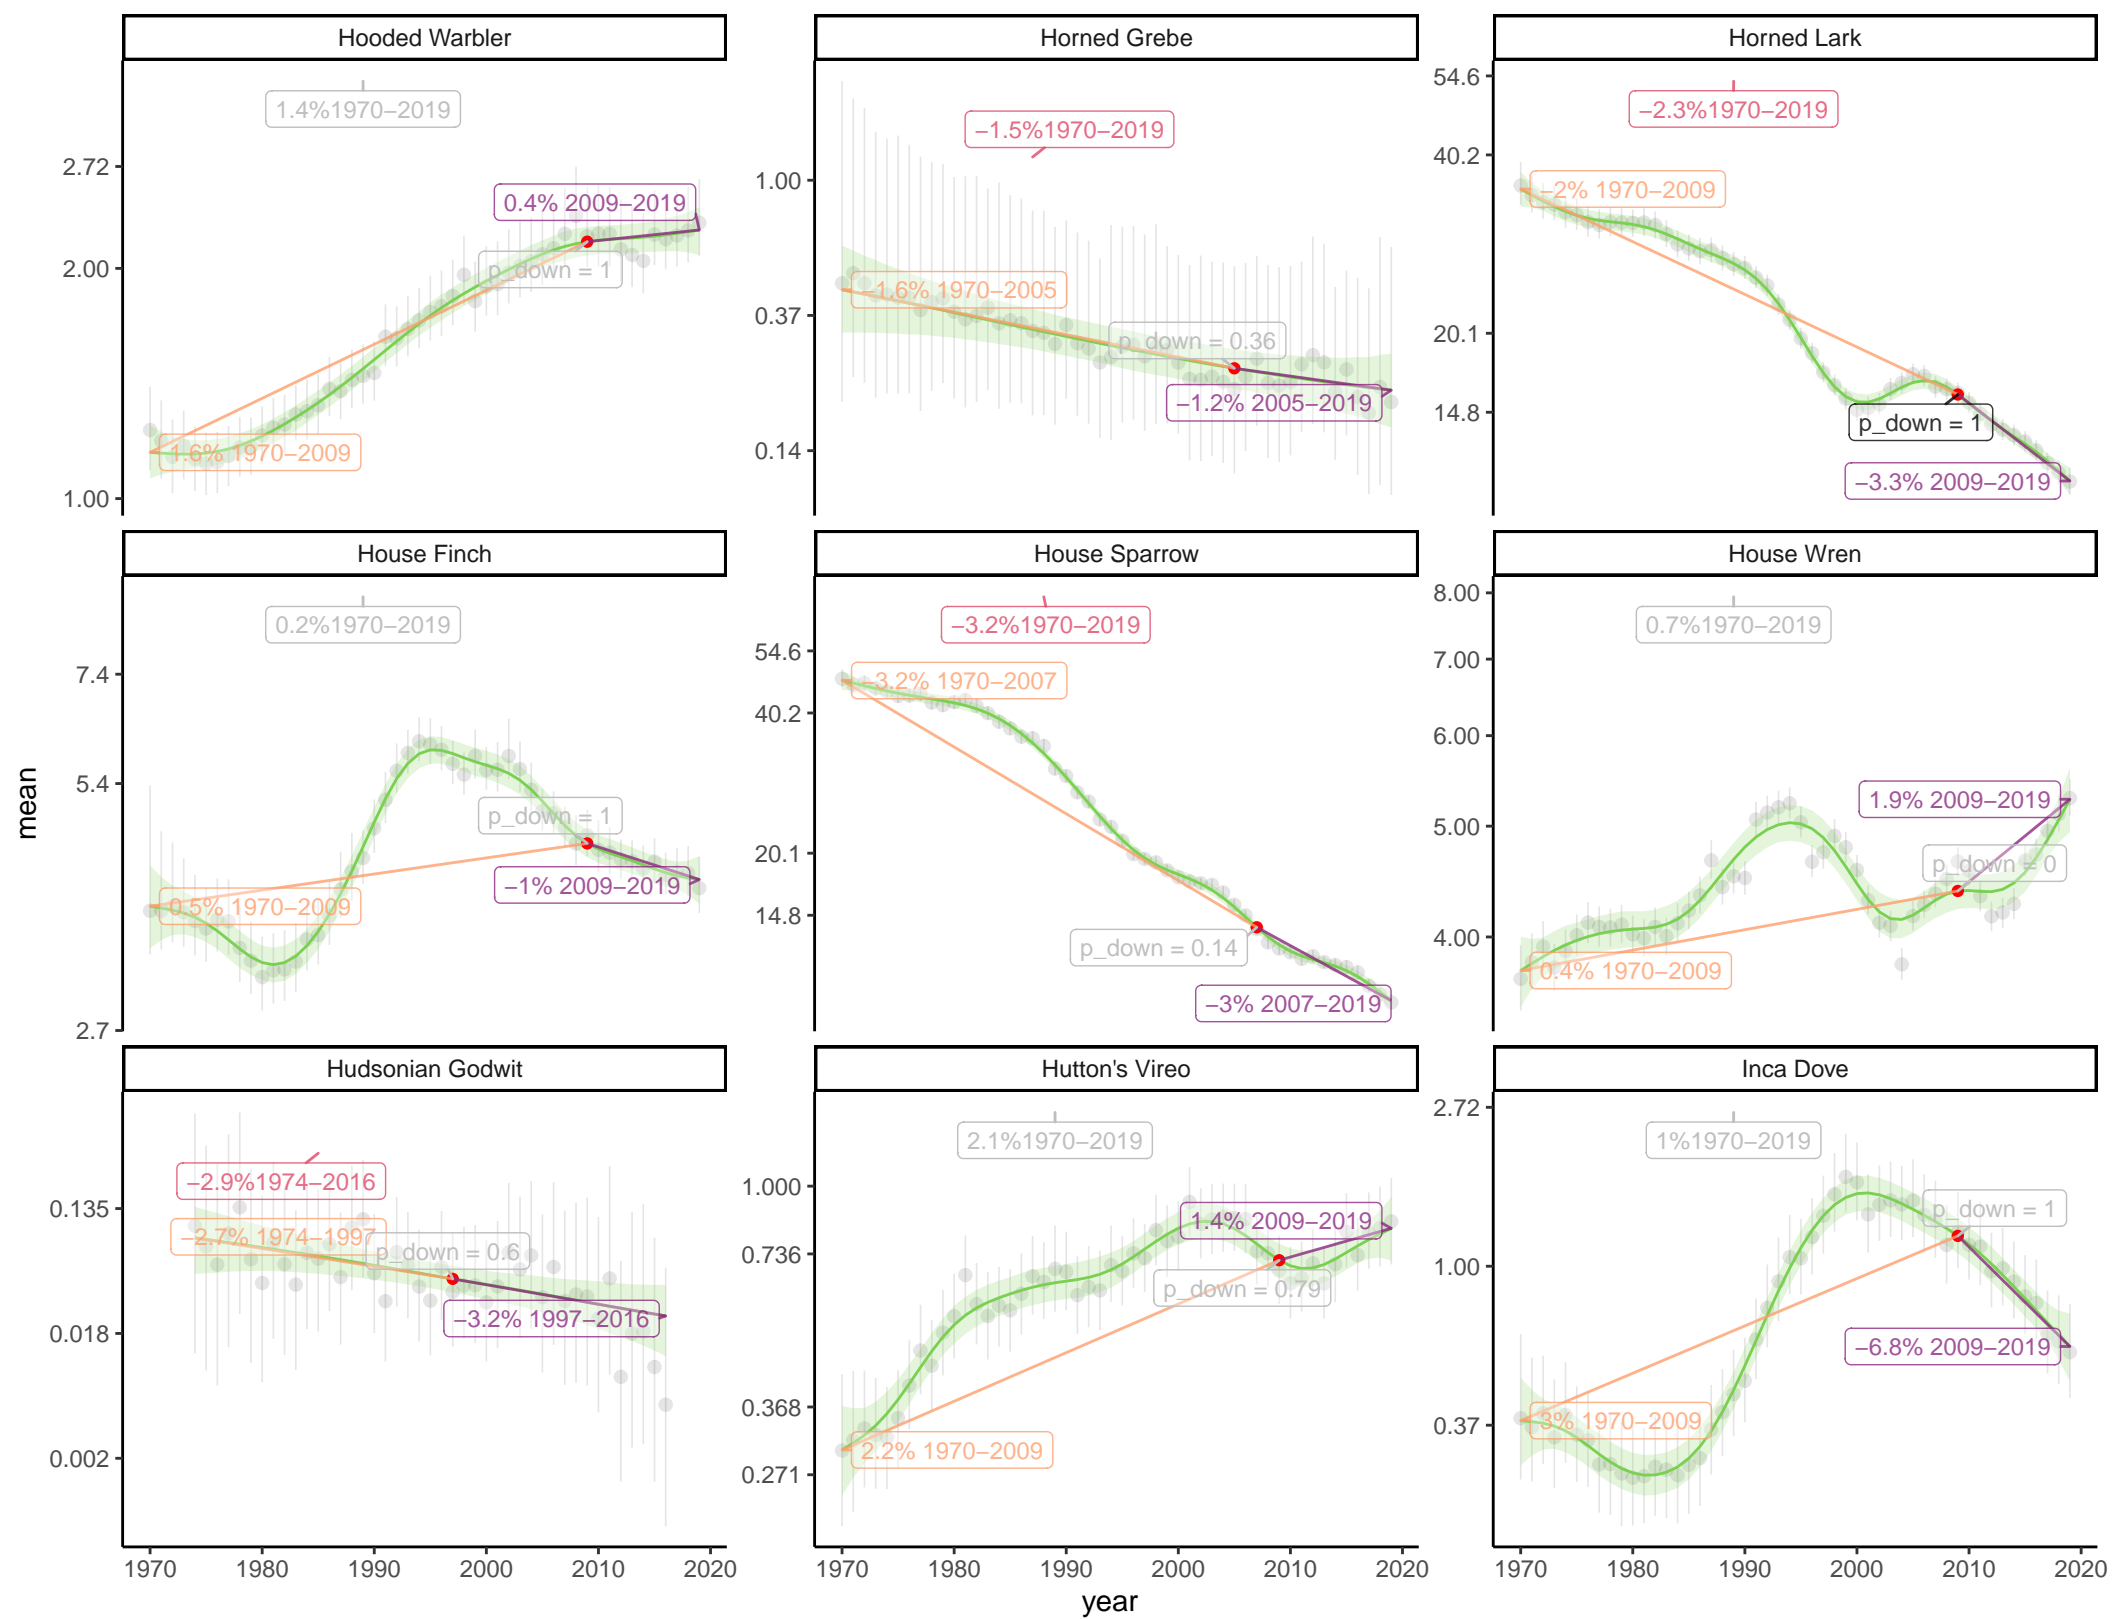 Hooded Warbler
1.4%1970−2019
2.72
2.00
1.00
0.4% 2009−2019
p_down = 1
1.6% 1970−2009
Horned Grebe
−1.5%1970−2019
1.00
0.37
0.14
−1.6% 1970−2005
p_down = 0.36
−1.2% 2005−2019
Horned Lark
54.6
40.2
20.1
14.8
−2.3%1970−2019
−2% 1970−2009
p_down = 1
−3.3% 2009−2019
House Finch
0.2%1970−2019
7.4
5.4
2.7
p_down = 1
−1% 2009−2019
0.5% 1970−2009
House Sparrow
−3.2%1970−2019
54.6
40.2
20.1
14.8
−3.2% 1970−2007
p_down = 0.14
−3% 2007−2019
House Wren
8.00
7.00
6.00
5.00
4.00
0.7%1970−2019
1.9% 2009−2019
p_down = 0
0.4% 1970−2009
mean
Hudsonian Godwit
−2.9%1974−2016
0.135
0.018
0.002
−2.7% 1974−1997
p_down = 0.6
−3.2% 1997−2016
1970 1980 1990 2000 2010 2020
Hutton's Vireo
2.1%1970−2019
1.000
0.736
0.368
0.271
1.4% 2009−2019
p_down = 0.79
2.2% 1970−2009
1970 1980 1990 2000 2010 2020
Inca Dove
2.72
1.00
0.37
1%1970−2019
p_down = 1
−6.8% 2009−2019
3% 1970−2009
1970 1980 1990 2000 2010 2020
year